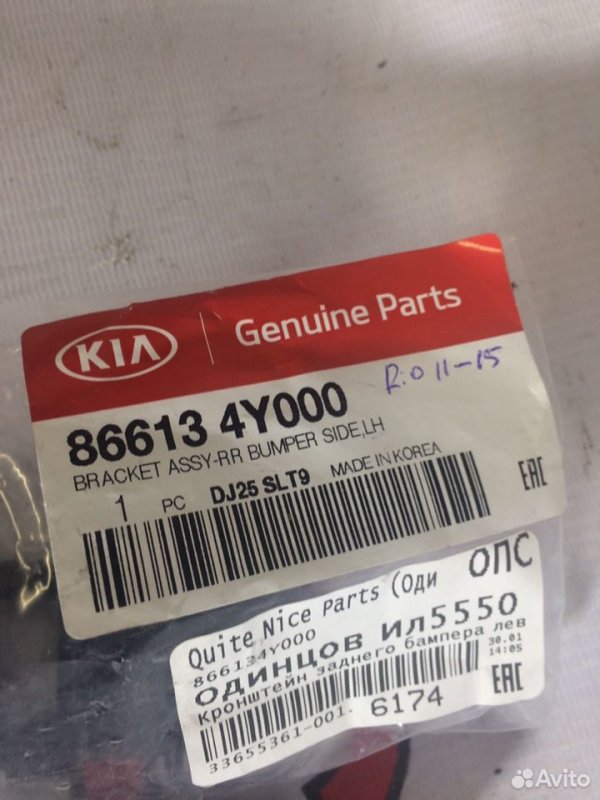 KIA
Genuine Parts
Rio 11-15
86613 4Y000
BRACKET ASSY-RR BUMPER SIDE,LH
1 PC DJ25 SLT9 MADE IN KOREA
EAC
Quite Nice Parts (Оди
ОПС
866134Y000
ОДИНЦОВ ИЛ5550
Кронштейн заднего бампера лев
30.01
14:05
33655361-001.
6174
EAC
Avito